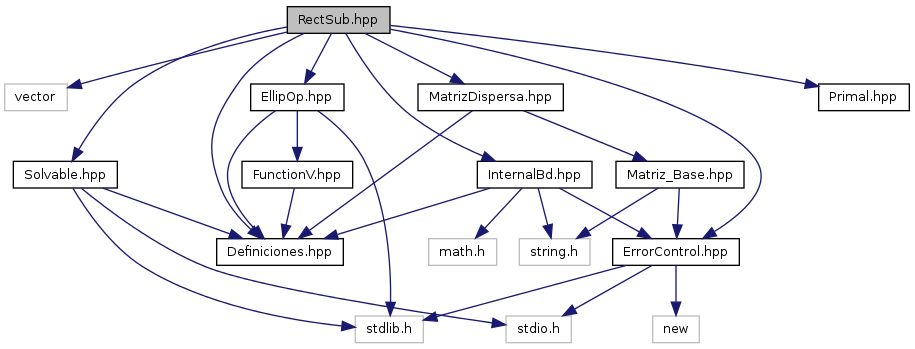 RectSub.hpp
vector
EllipOp.hpp
MatrizDispersa.hpp
Primal.hpp
Solvable.hpp
FunctionV.hpp
InternalBd.hpp
Matriz_Base.hpp
Definiciones.hpp
math.h
string.h
ErrorControl.hpp
stdlib.h
stdio.h
new